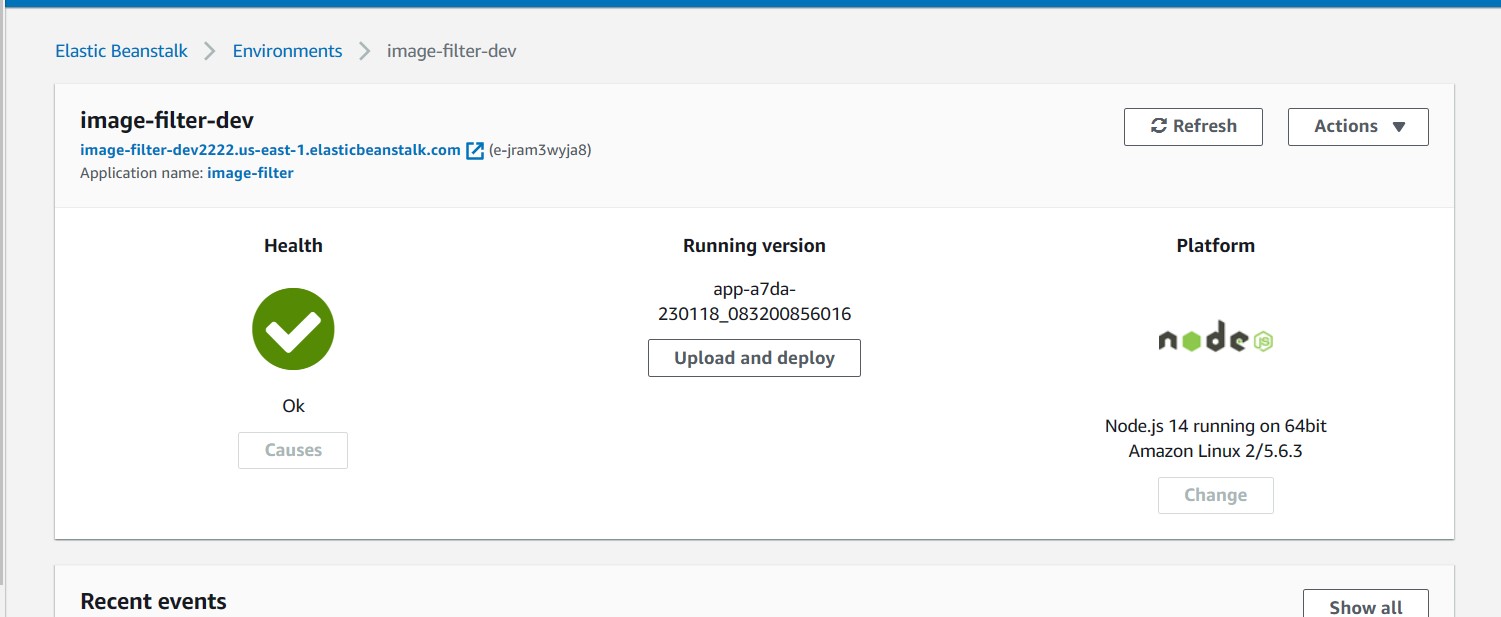 Elastic Beanstalk > Environments > image-filter-dev
image-filter-dev
Refresh
Actions
image-filter-dev2222.us-east-1.elasticbeanstalk.com (e-jram3wyja8)
Application name: image-filter
Health
Ok
Causes
Running version
app-a7da-
230118_083200856016
Upload and deploy
Platform
node JS
Node.js 14 running on 64bit
Amazon Linux 2/5.6.3
Change
Recent events
Show all